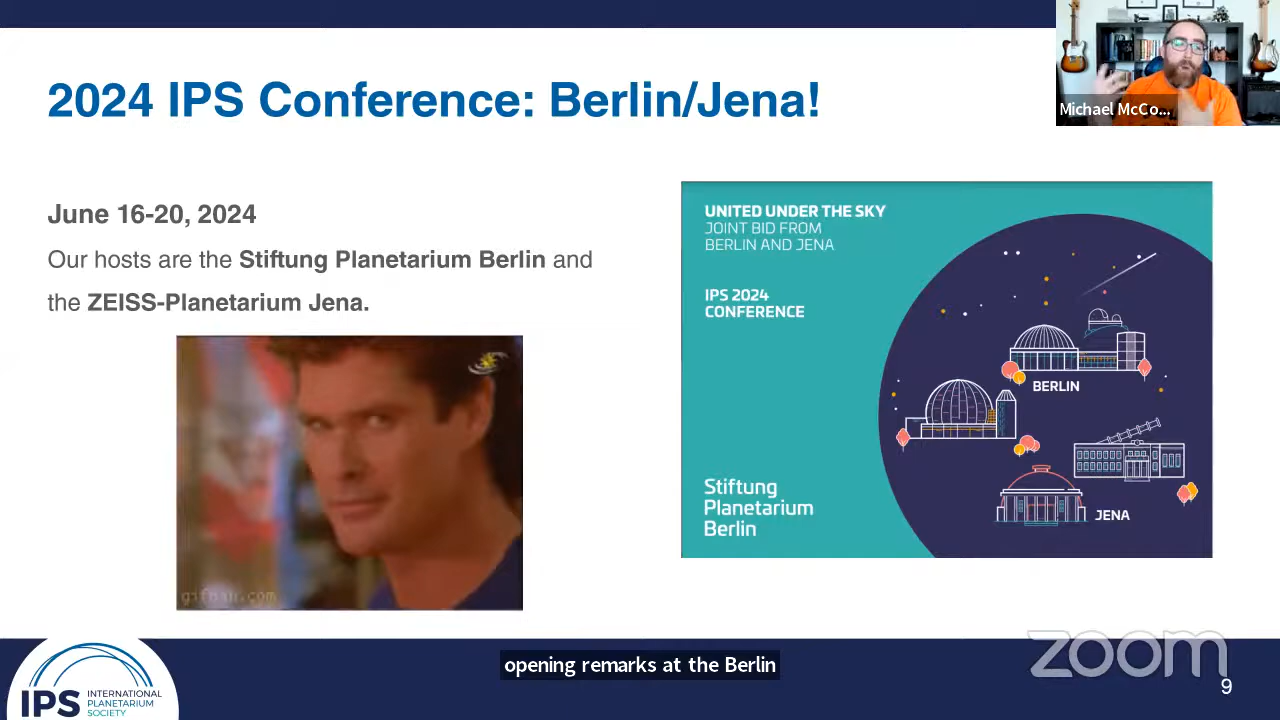 2024 IPS Conference: Berlin/Jena!
Michael McCo...
June 16-20, 2024
Our hosts are the Stiftung Planetarium Berlin and
the ZEISS-Planetarium Jena.
UNITED UNDER THE SKY
JOINT BID FROM
BERLIN AND JENA
IPS 2024
CONFERENCE
BERLIN
JENA
Stiftung
Planetarium
Berlin
opening remarks at the Berlin
zoom
9
IPS
INTERNATIONAL
PLANETARIUM
SOCIETY